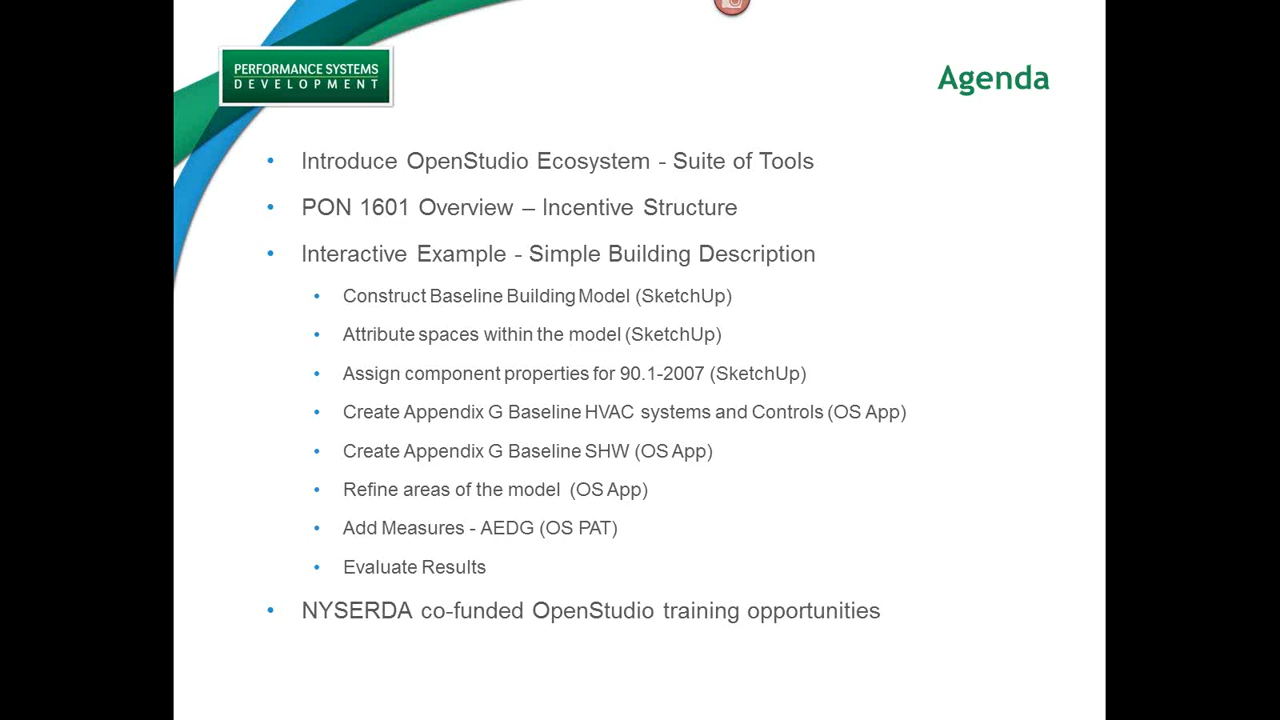 PERFORMANCE SYSTEMS
DEVELOPMENT
Agenda
• Introduce OpenStudio Ecosystem - Suite of Tools
• PON 1601 Overview – Incentive Structure
• Interactive Example - Simple Building Description
• Construct Baseline Building Model (SketchUp)
• Attribute spaces within the model (SketchUp)
• Assign component properties for 90.1-2007 (SketchUp)
• Create Appendix G Baseline HVAC systems and Controls (OS App)
• Create Appendix G Baseline SHW (OS App)
• Refine areas of the model (OS App)
• Add Measures - AEDG (OS PAT)
• Evaluate Results
• NYSERDA co-funded OpenStudio training opportunities